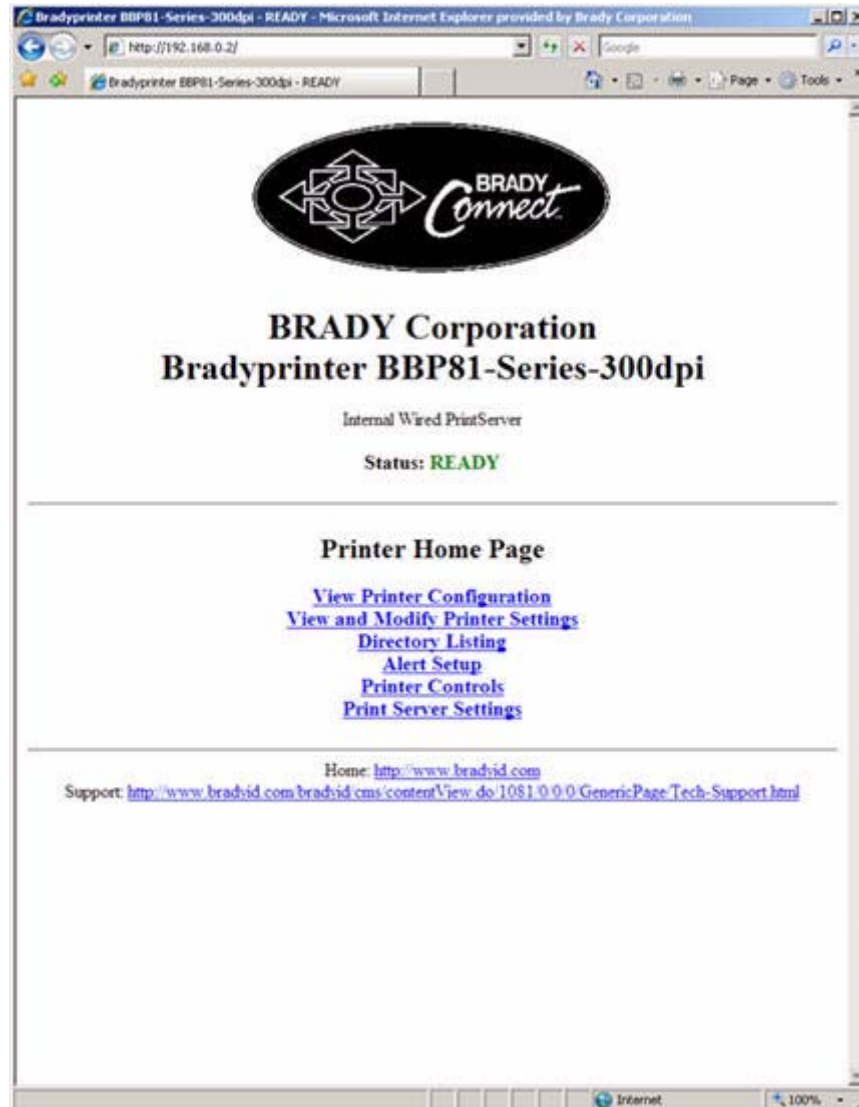 Bradyprinter BBP81-Series-300dpi - READY - Microsoft Internet Explorer provided by Brady Corporation
http://192.168.0.2/
Google
Bradyprinter BBP81-Series-300dpi - READY
Page
Tools
BRADY
Connect
BRADY Corporation
Bradyprinter BBP81-Series-300dpi
Internal Wired PrintServer
Status: READY
Printer Home Page
View Printer Configuration
View and Modify Printer Settings
Directory Listing
Alert Setup
Printer Controls
Print Server Settings
Home: http://www.bradyid.com
Support: http://www.bradyid.com/bradyid/cms/contentView.do/1081/0/0/0/GenericPage/Tech-Support.html
Internet
100%